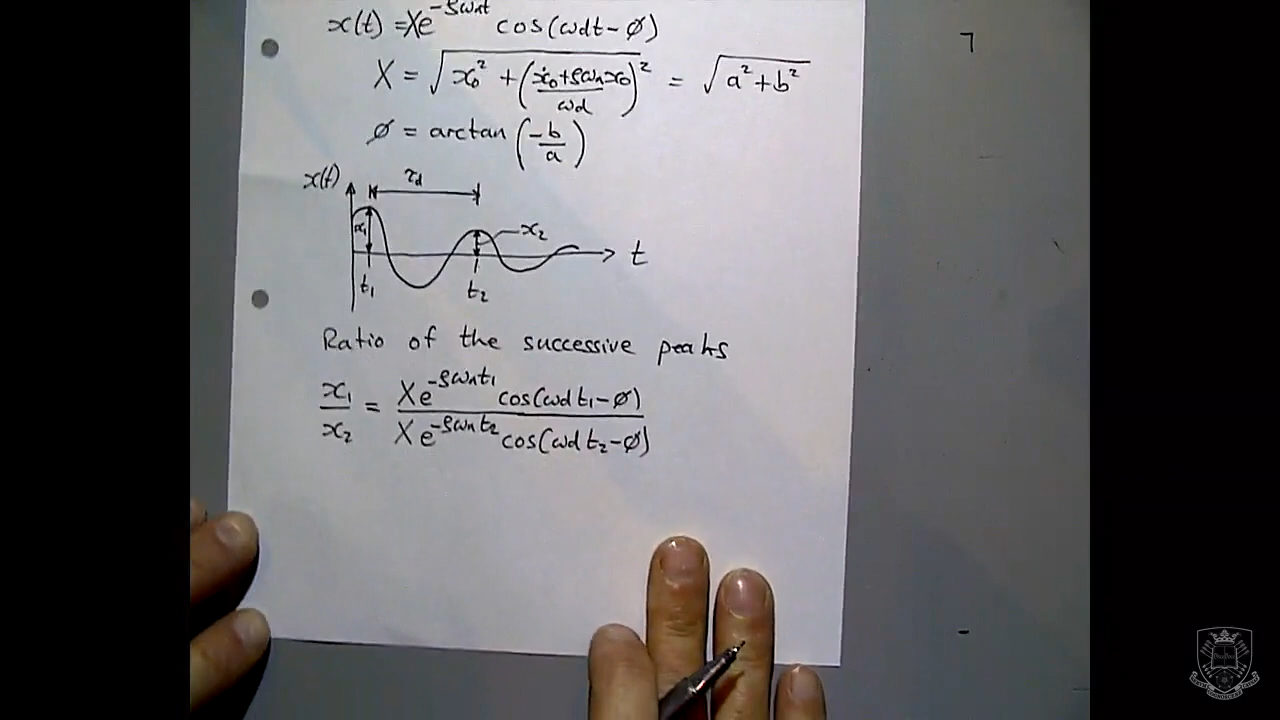 x(t) = Xe^{-ζωnt} cos(ωdt-ø)
X = √(x₀² + ((ẋ₀+ζωnx₀)/ωd)²) = √(a²+b²)
ø = arctan(-b/a)
x(t) τd
x₁ x₂
t
t₁ t₂
Ratio of the successive peaks
x₁/x₂ = Xe^{-ζωnt₁} cos(ωdt₁-ø) / Xe^{-ζωnt₂} cos(ωdt₂-ø)